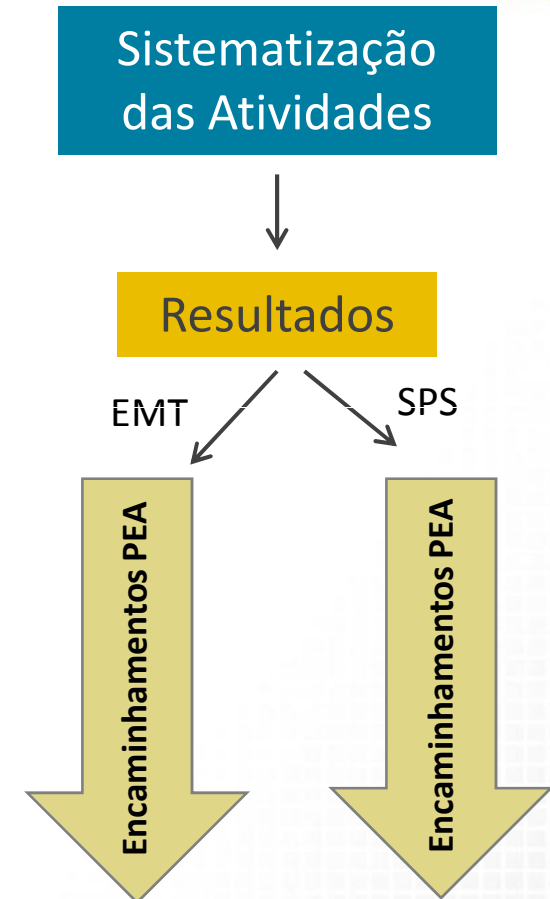 Sistematização
das Atividades
Resultados
EMT
SPS
Encaminhamentos PEA
Encaminhamentos PEA